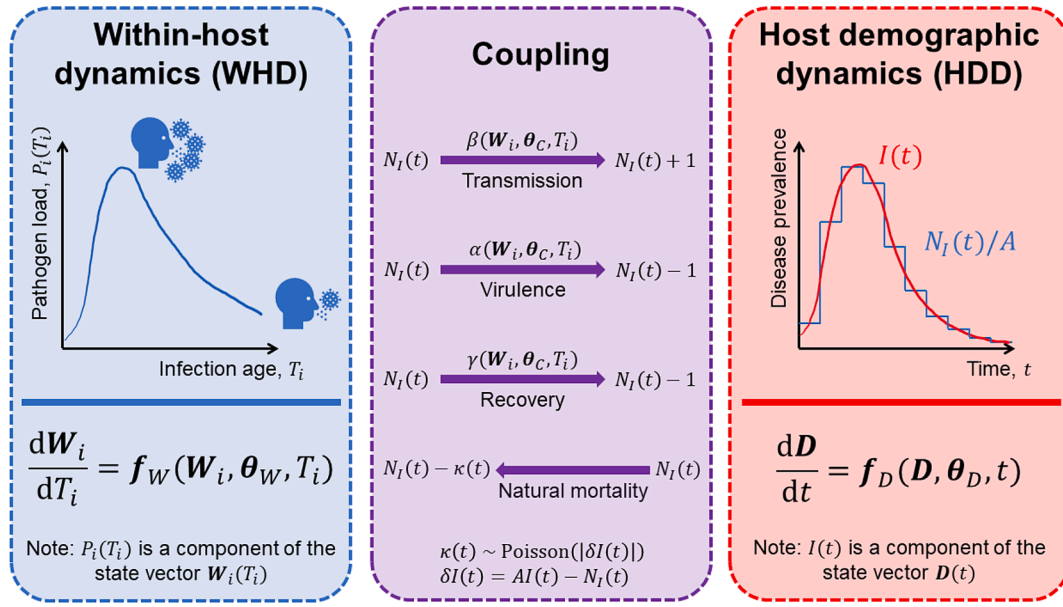 Within-host
dynamics (WHD)
Pathogen load, P_i(T_i)
Infection age, T_i
d𝑾_i/dT_i = 𝒇_W(𝑾_i, 𝜽_W, T_i)
Note: P_i(T_i) is a component of the
state vector 𝑾_i(T_i)
Coupling
N_I(t) β(𝑾_i, 𝜽_C, T_i) N_I(t) + 1
Transmission
N_I(t) α(𝑾_i, 𝜽_C, T_i) N_I(t) − 1
Virulence
N_I(t) γ(𝑾_i, 𝜽_C, T_i) N_I(t) − 1
Recovery
N_I(t) − κ(t) N_I(t)
Natural mortality
κ(t) ~ Poisson(|δI(t)|)
δI(t) = AI(t) − N_I(t)
Host demographic
dynamics (HDD)
Disease prevalence
I(t)
N_I(t)/A
Time, t
d𝑫/dt = 𝒇_D(𝑫, 𝜽_D, t)
Note: I(t) is a component of the
state vector 𝑫(t)